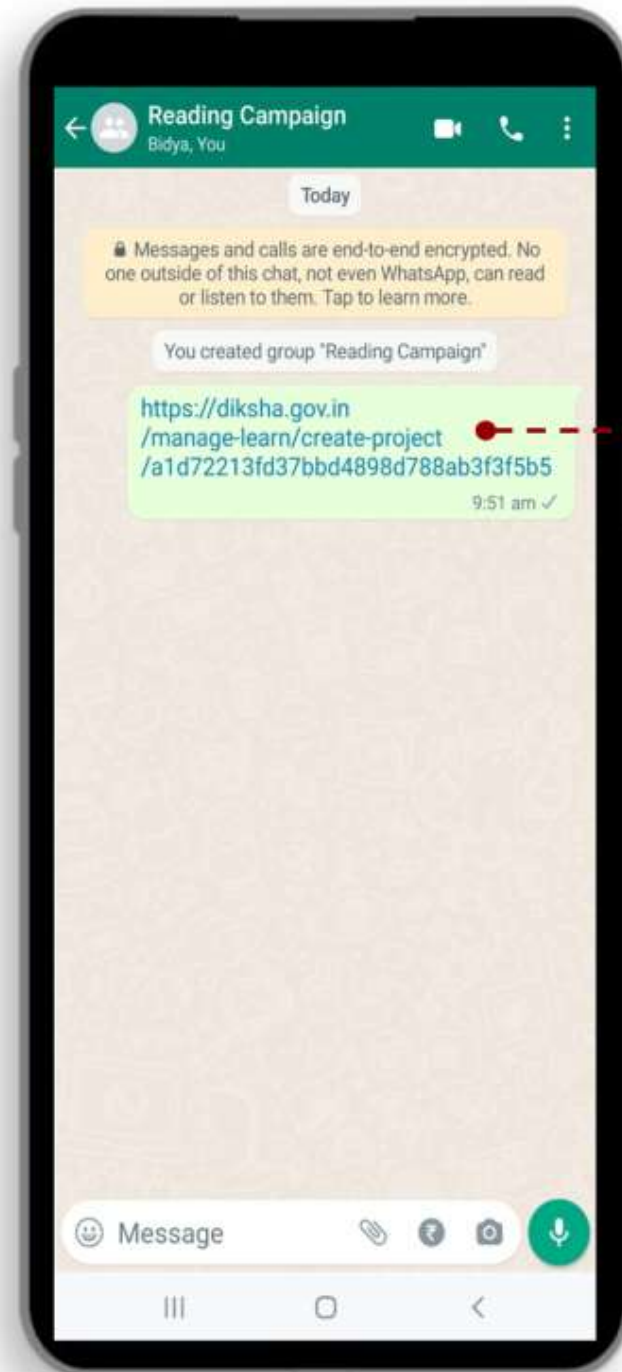 Reading Campaign
Bidya, You
Today
Messages and calls are end-to-end encrypted. No
one outside of this chat, not even WhatsApp, can read
or listen to them. Tap to learn more.
You created group "Reading Campaign"
https://diksha.gov.in
/manage-learn/create-project
/a1d72213fd37bbd4898d788ab3f3f5b5
9:51 am
Message